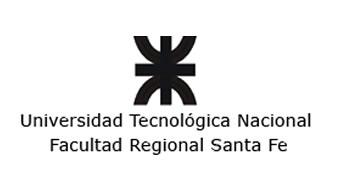 Universidad Tecnológica Nacional
Facultad Regional Santa Fe